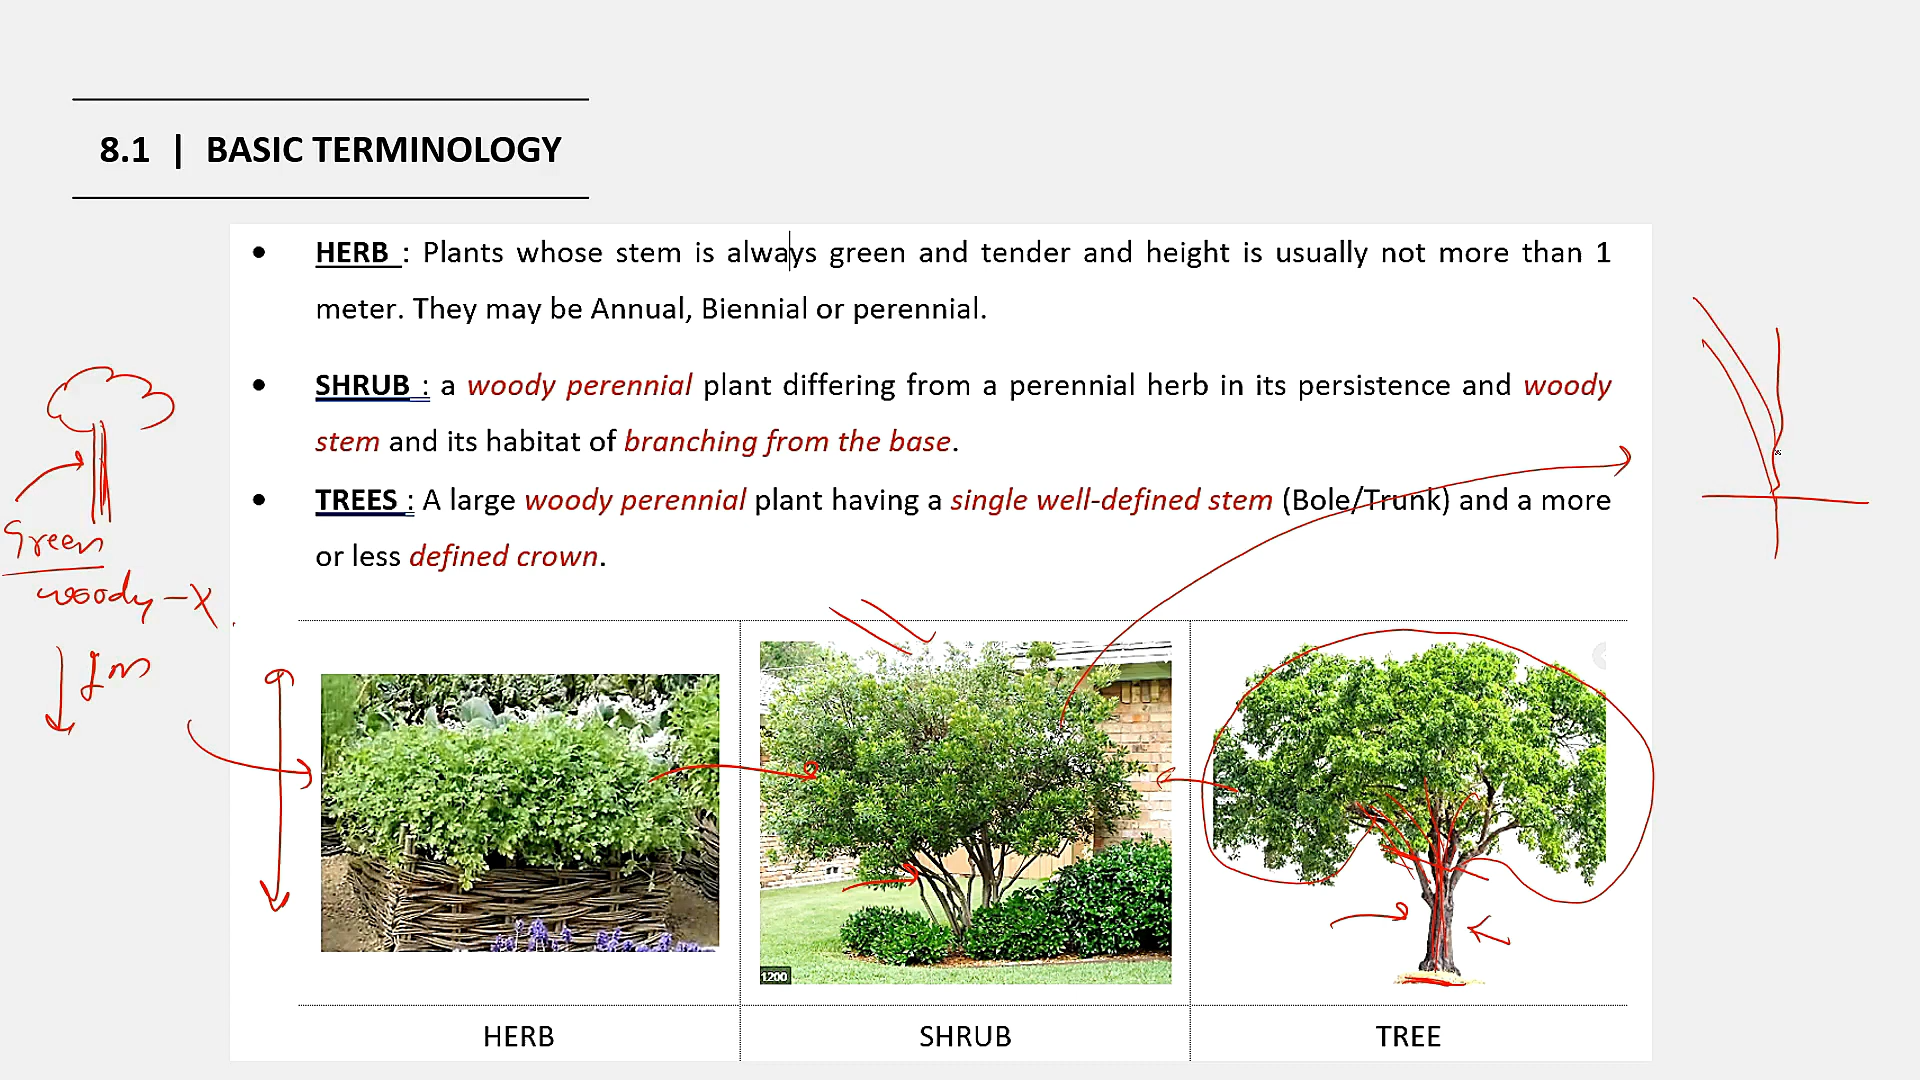 8.1 | BASIC TERMINOLOGY
• HERB : Plants whose stem is always green and tender and height is usually not more than 1
meter. They may be Annual, Biennial or perennial.
• SHRUB : a woody perennial plant differing from a perennial herb in its persistence and woody
stem and its habitat of branching from the base.
• TREES : A large woody perennial plant having a single well-defined stem (Bole/Trunk) and a more
or less defined crown.
Green
woody - X
1m
1200
HERB SHRUB TREE